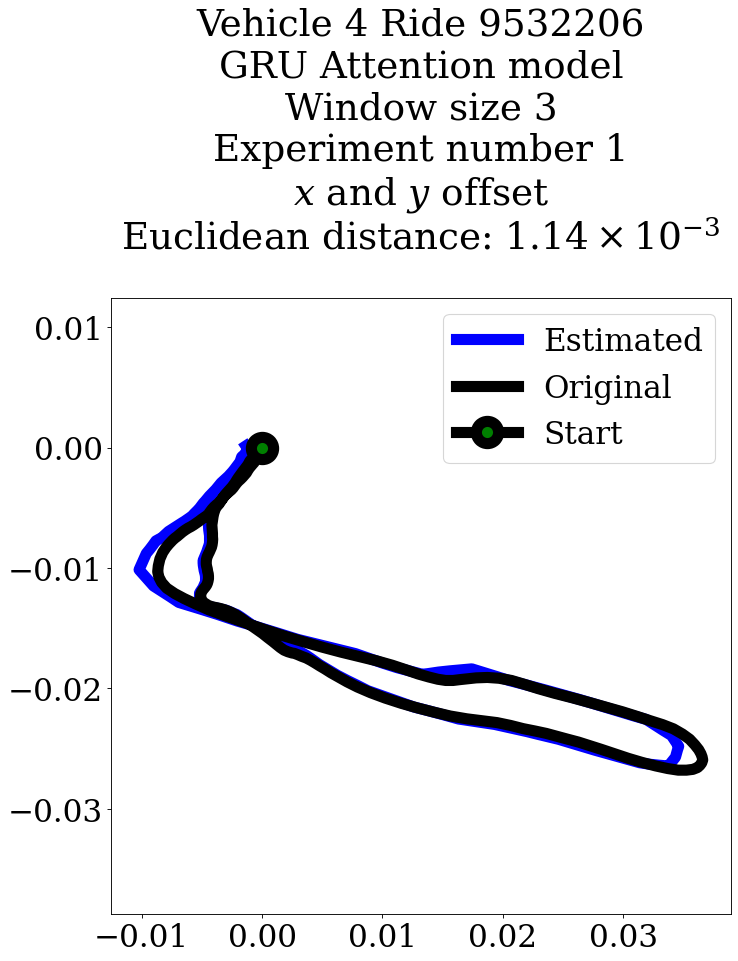 Vehicle 4 Ride 9532206
GRU Attention model
Window size 3
Experiment number 1
x and y offset
Euclidean distance: 1.14 × 10⁻³
Estimated
Original
Start
0.01
0.00
−0.01
−0.02
−0.03
−0.01 0.00 0.01 0.02 0.03